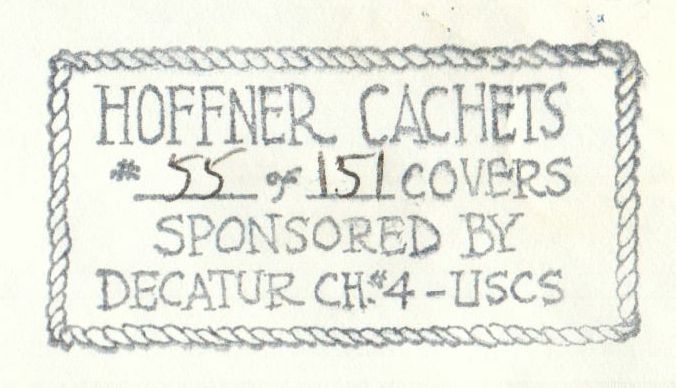 HOFFNER CACHETS
# 55 of 151 COVERS
SPONSORED BY
DECATUR CH.#4-USCS